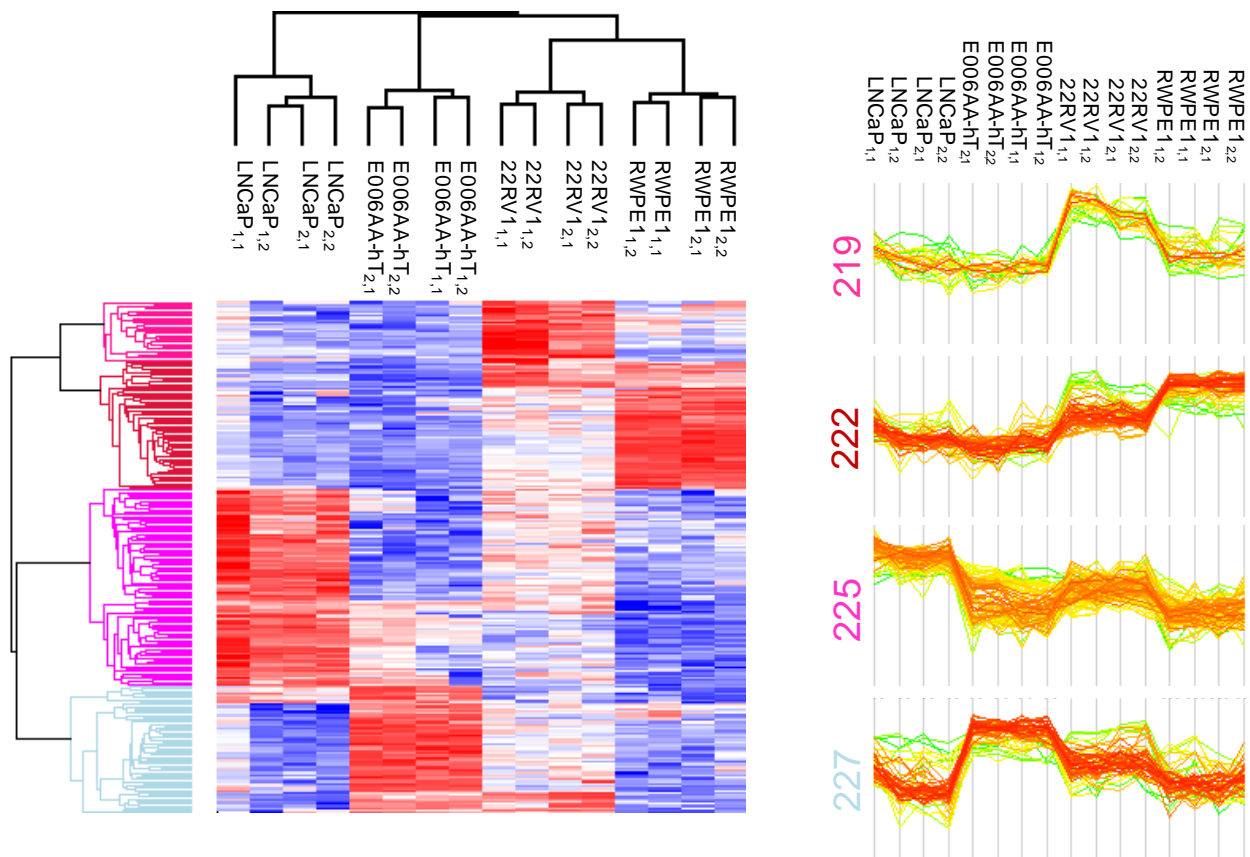 LNCaP1,1
LNCaP1,2
LNCaP2,1
LNCaP2,2
E006AA-hT2,1
E006AA-hT2,2
E006AA-hT1,1
E006AA-hT1,2
22RV11,1
22RV11,2
22RV12,1
22RV12,2
RWPE11,2
RWPE11,1
RWPE12,1
RWPE12,2
LNCaP1,1
LNCaP1,2
LNCaP2,1
LNCaP2,2
E006AA-hT2,1
E006AA-hT2,2
E006AA-hT1,1
E006AA-hT1,2
22RV11,1
22RV11,2
22RV12,1
22RV12,2
RWPE11,2
RWPE11,1
RWPE12,1
RWPE12,2
219
222
225
227